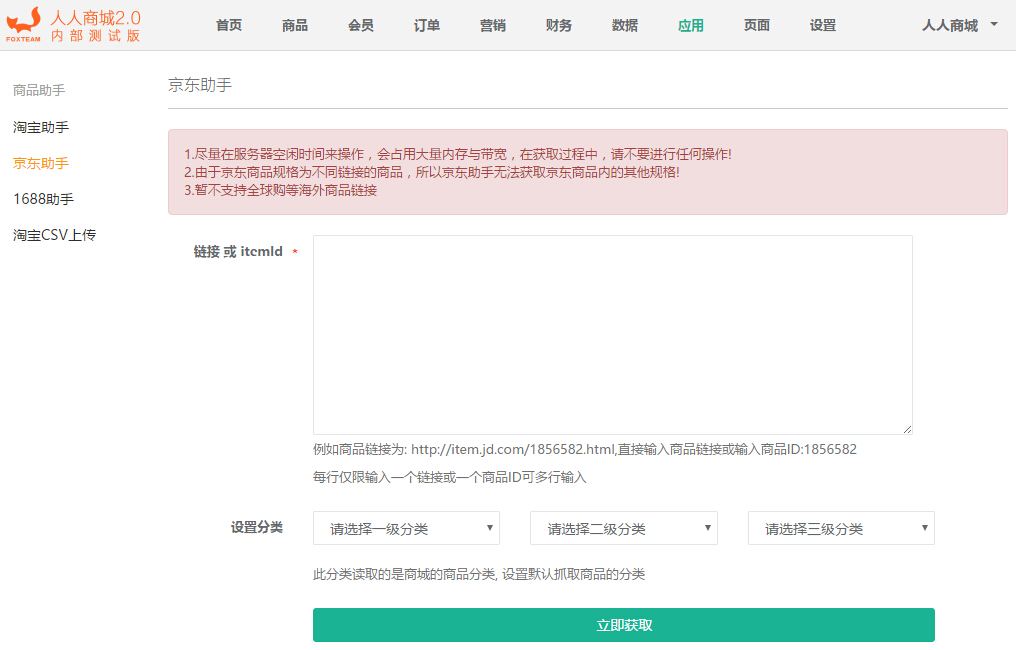 人人商城2.0
内部测试版
FOXTEAM
首页 商品 会员 订单 营销 财务 数据 应用 页面 设置 人人商城
商品助手
淘宝助手
京东助手
1688助手
淘宝CSV上传
京东助手
1.尽量在服务器空闲时间来操作，会占用大量内存与带宽，在获取过程中，请不要进行任何操作!
2.由于京东商品规格为不同链接的商品，所以京东助手无法获取京东商品内的其他规格!
3.暂不支持全球购等海外商品链接
链接 或 itemId *
例如商品链接为: http://item.jd.com/1856582.html,直接输入商品链接或输入商品ID:1856582
每行仅限输入一个链接或一个商品ID可多行输入
设置分类 请选择一级分类 请选择二级分类 请选择三级分类
此分类读取的是商城的商品分类, 设置默认抓取商品的分类
立即获取